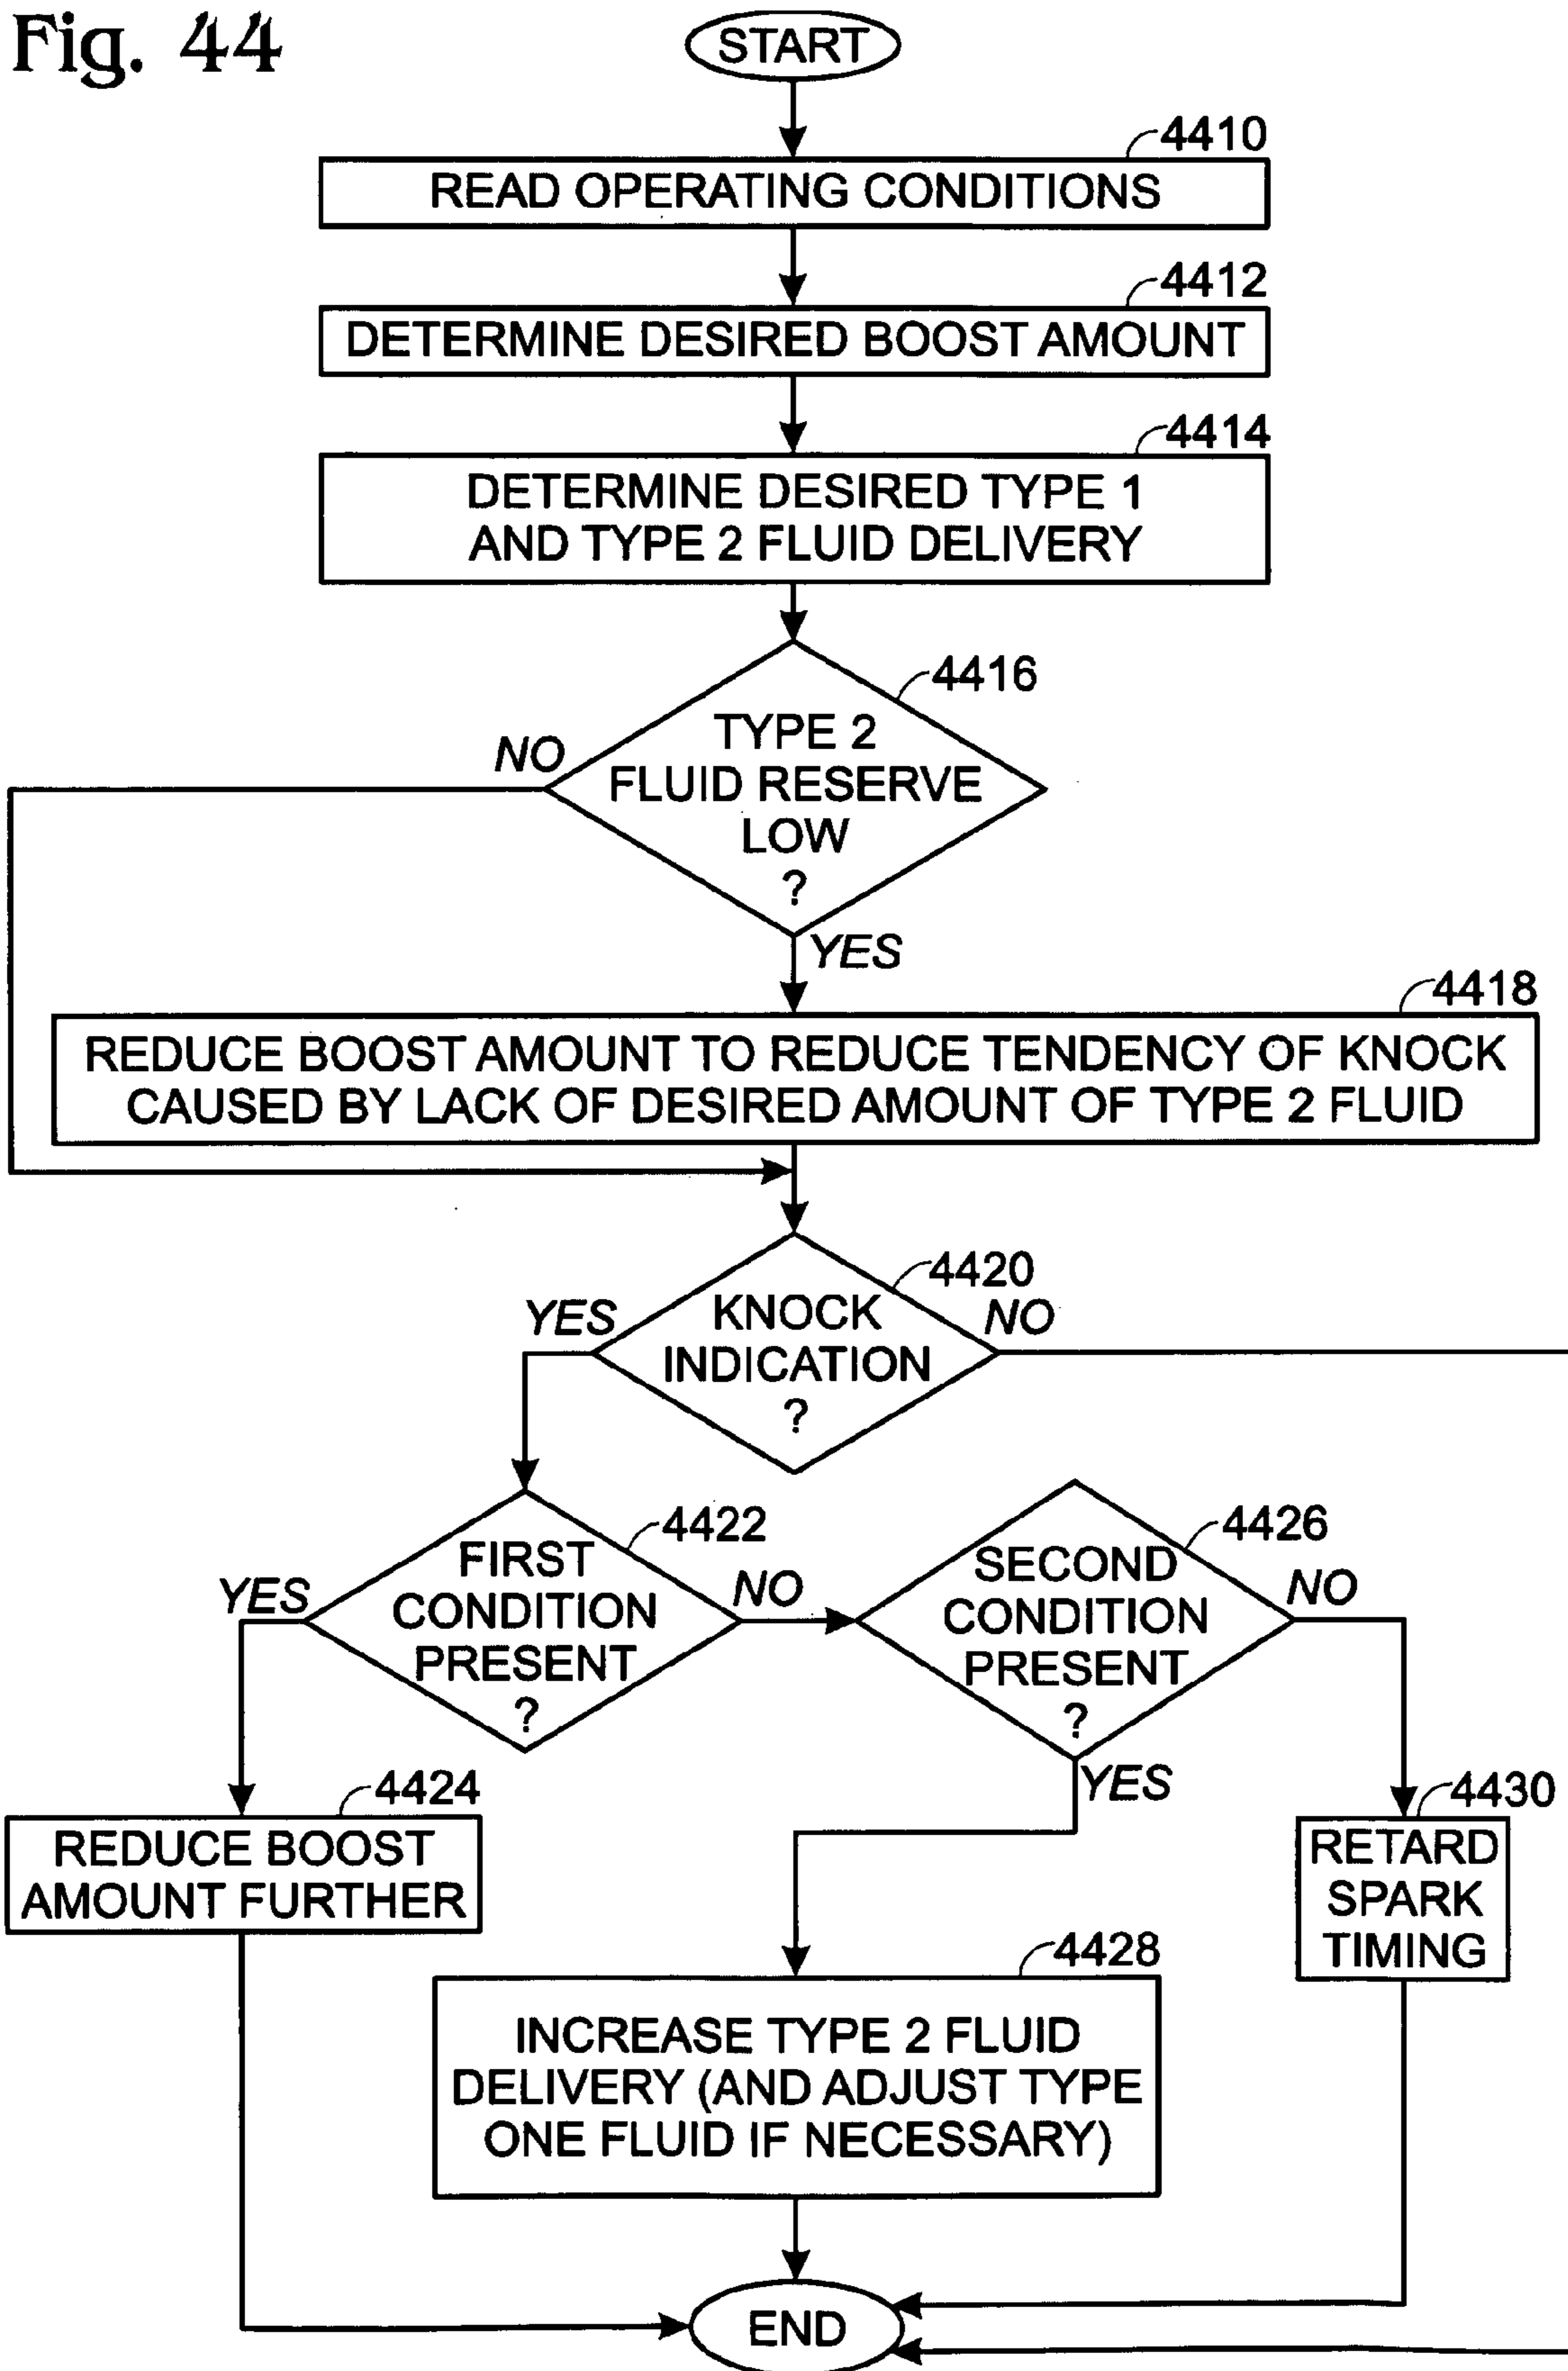 Fig. 44
START
4410
READ OPERATING CONDITIONS
4412
DETERMINE DESIRED BOOST AMOUNT
4414
DETERMINE DESIRED TYPE 1
AND TYPE 2 FLUID DELIVERY
4416
TYPE 2
FLUID RESERVE
LOW
?
NO
YES
4418
REDUCE BOOST AMOUNT TO REDUCE TENDENCY OF KNOCK
CAUSED BY LACK OF DESIRED AMOUNT OF TYPE 2 FLUID
4420
KNOCK
INDICATION
?
YES
NO
4422
FIRST
CONDITION
PRESENT
?
YES
NO
4426
SECOND
CONDITION
PRESENT
?
NO
YES
4424
REDUCE BOOST
AMOUNT FURTHER
4430
RETARD
SPARK
TIMING
4428
INCREASE TYPE 2 FLUID
DELIVERY (AND ADJUST TYPE
ONE FLUID IF NECESSARY)
END